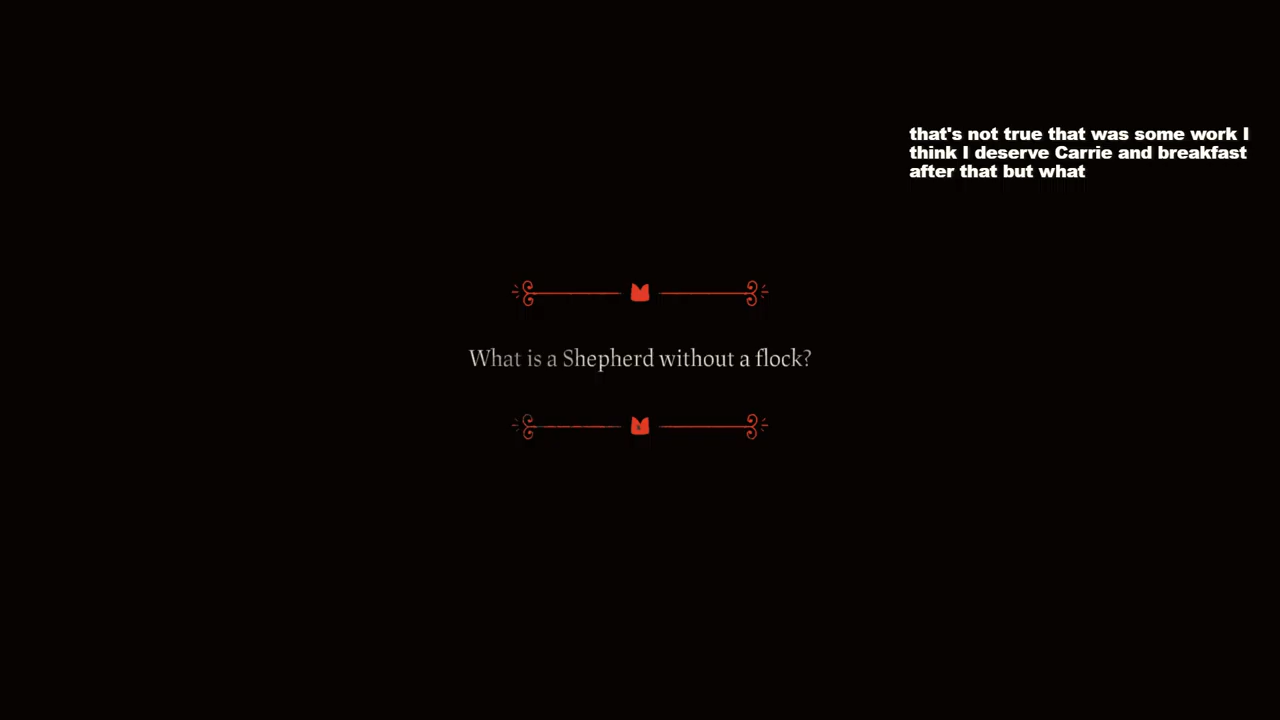 that's not true that was some work I
think I deserve Carrie and breakfast
after that but what
What is a Shepherd without a flock?